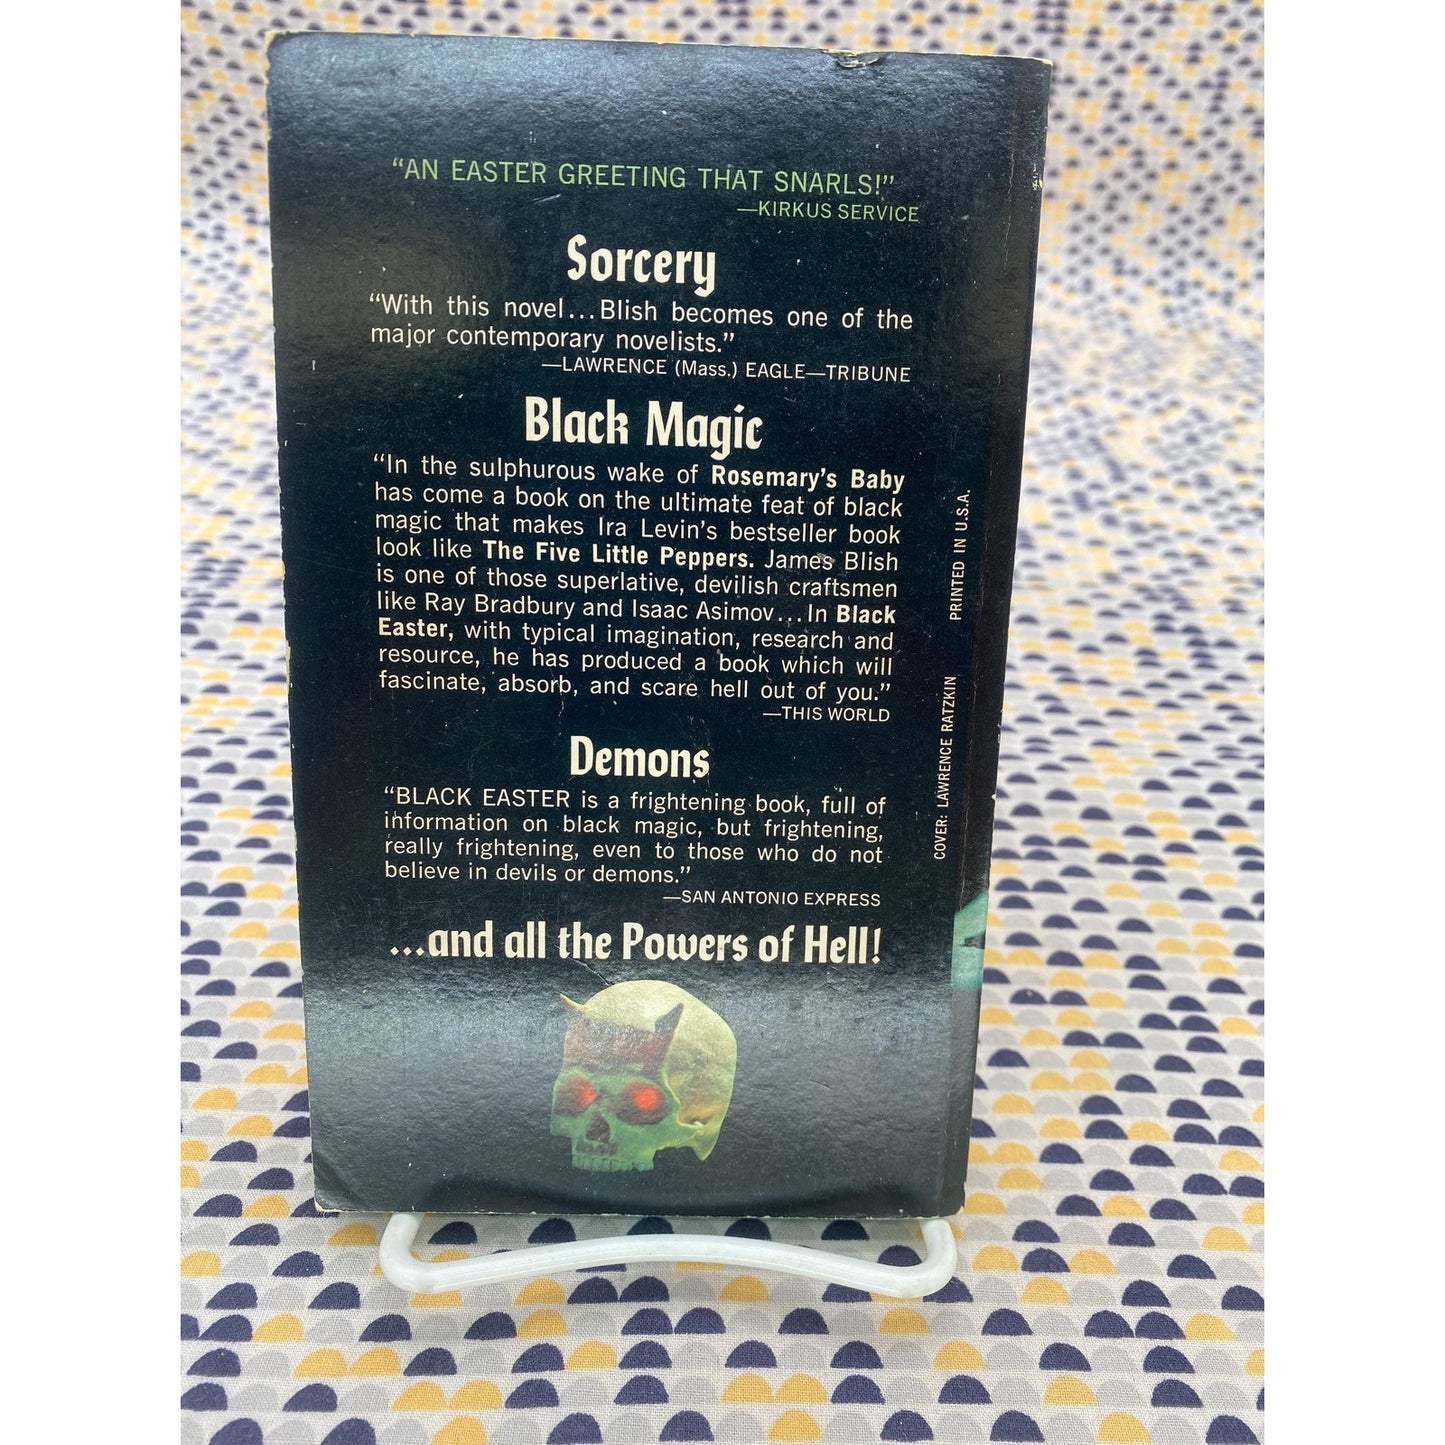 “AN EASTER GREETING THAT SNARLS!”
—KIRKUS SERVICE
Sorcery
“With this novel...Blish becomes one of the
major contemporary novelists.”
—LAWRENCE (Mass.) EAGLE—TRIBUNE
Black Magic
“In the sulphurous wake of Rosemary’s Baby
has come a book on the ultimate feat of black
magic that makes Ira Levin’s bestseller book
look like The Five Little Peppers. James Blish
is one of those superlative, devilish craftsmen
like Ray Bradbury and Isaac Asimov...In Black
Easter, with typical imagination, research and
resource, he has produced a book which will
fascinate, absorb, and scare hell out of you.”
—THIS WORLD
Demons
“BLACK EASTER is a frightening book, full of
information on black magic, but frightening,
really frightening, even to those who do not
believe in devils or demons.”
—SAN ANTONIO EXPRESS
...and all the Powers of Hell!
COVER: LAWRENCE RATZKIN PRINTED IN U.S.A.